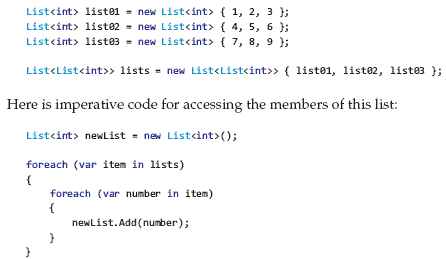 List<int> list01 = new List<int> { 1, 2, 3 };
List<int> list02 = new List<int> { 4, 5, 6 };
List<int> list03 = new List<int> { 7, 8, 9 };
List<List<int>> lists = new List<List<int>> { list01, list02, list03 };
Here is imperative code for accessing the members of this list:
List<int> newList = new List<int>();
foreach (var item in lists)
{
foreach (var number in item)
{
newList.Add(number);
}
}